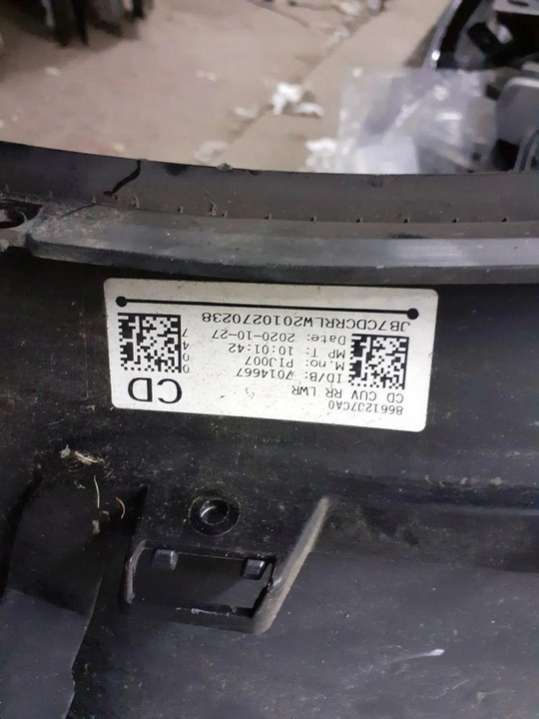 86612J7CA0
CD CUV RR LWR
ID/B: 7014667
M.no: PIJ007
MP T: 10:01:42
Date: 2020-10-27
JB7CDCRRLW2010270238
CD
0047